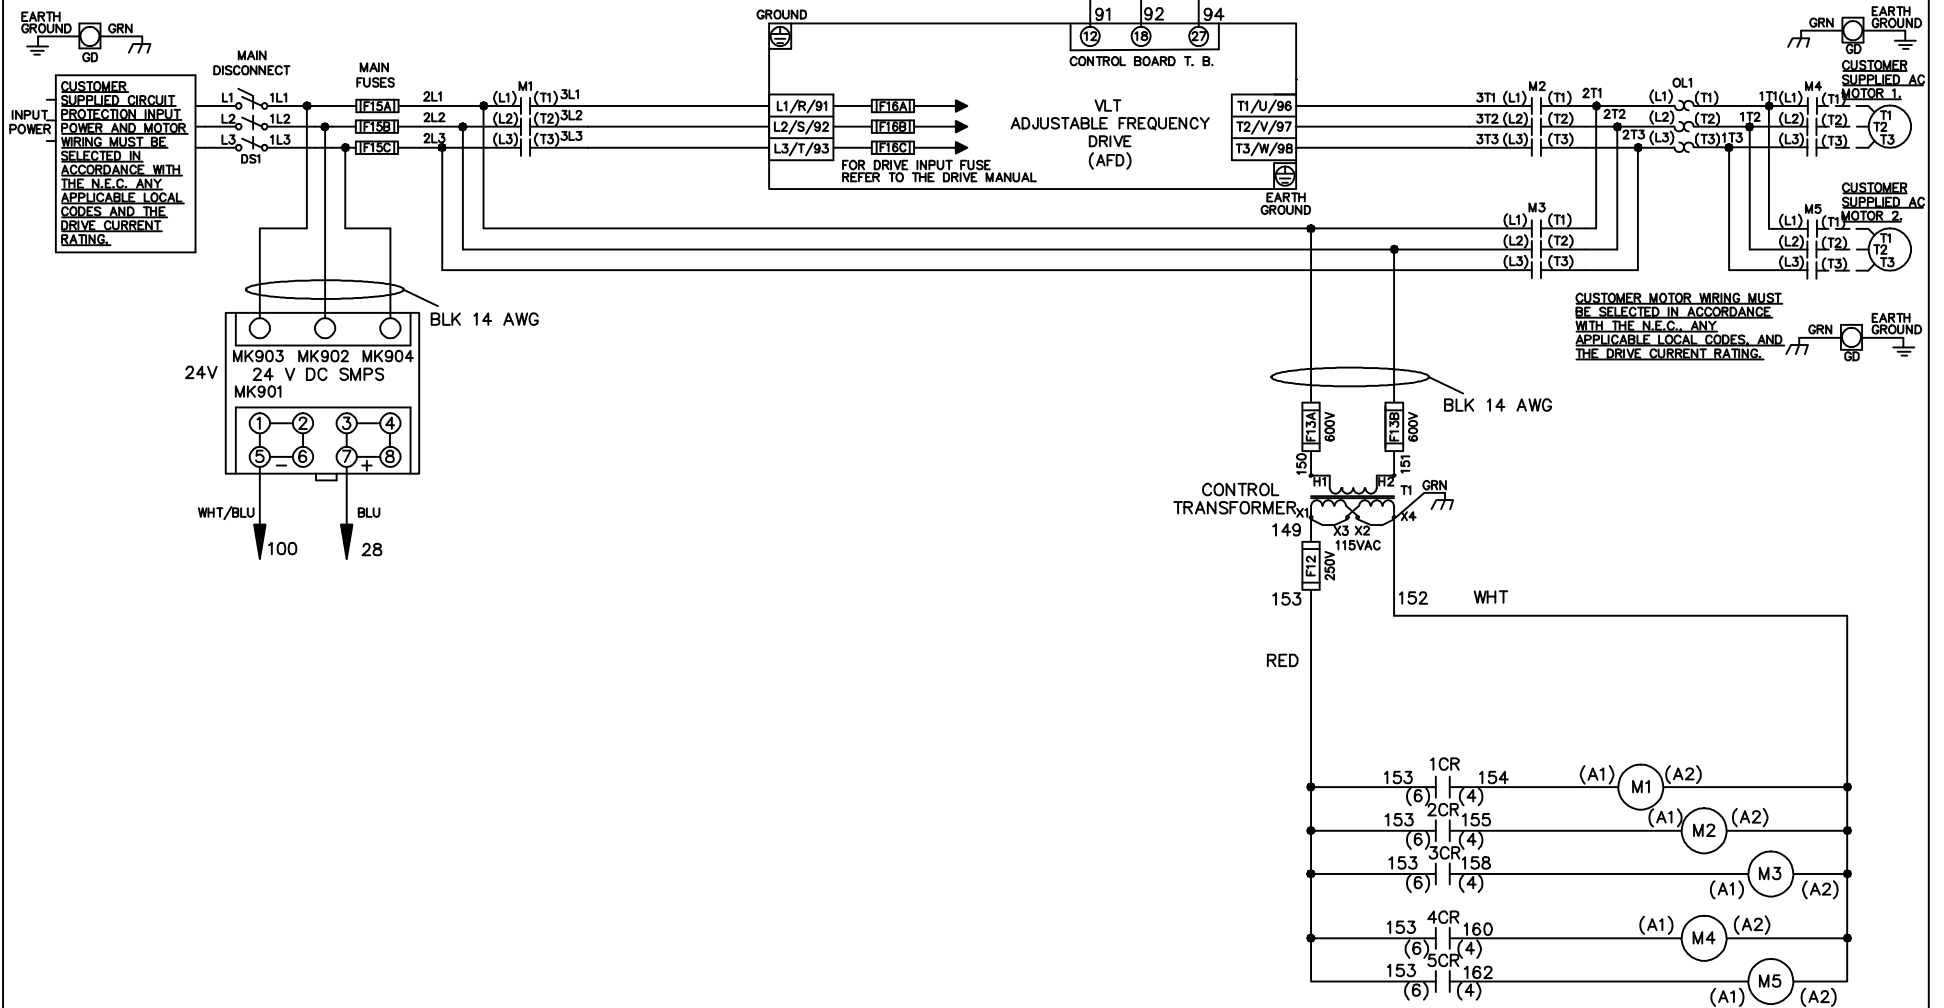 EARTH
GROUND
GRN
GD
MAIN
DISCONNECT
MAIN
FUSES
INPUT
POWER
CUSTOMER
SUPPLIED CIRCUIT
PROTECTION INPUT
POWER AND MOTOR
WIRING MUST BE
SELECTED IN
ACCORDANCE WITH
THE N.E.C. ANY
APPLICABLE LOCAL
CODES AND THE
DRIVE CURRENT
RATING.
L1 1L1
L2 1L2
L3 1L3
DS1
F15A
F15B
F15C
2L1
2L2
2L3
M1
(L1) (T1) 3L1
(L2) (T2) 3L2
(L3) (T3) 3L3
GROUND
91 92 94
12 18 27
CONTROL BOARD T. B.
L1/R/91
L2/S/92
L3/T/93
F16A
F16B
F16C
FOR DRIVE INPUT FUSE
REFER TO THE DRIVE MANUAL
VLT
ADJUSTABLE FREQUENCY
DRIVE
(AFD)
T1/U/96
T2/V/97
T3/W/98
EARTH
GROUND
M2
3T1 (L1) (T1) 2T1
3T2 (L2) (T2) 2T2
3T3 (L3) (T3) 2T3
OL1
(L1) (T1) 1T1
(L2) (T2) 1T2
(L3) (T3) 1T3
M4
(L1) (T1)
(L2) (T2)
(L3) (T3)
GRN
EARTH
GROUND
GD
CUSTOMER
SUPPLIED AC
MOTOR 1.
T1
T2
T3
M3
(L1) (T1)
(L2) (T2)
(L3) (T3)
M5
(L1) (T1)
(L2) (T2)
(L3) (T3)
CUSTOMER
SUPPLIED AC
MOTOR 2.
T1
T2
T3
CUSTOMER MOTOR WIRING MUST
BE SELECTED IN ACCORDANCE
WITH THE N.E.C., ANY
APPLICABLE LOCAL CODES, AND
THE DRIVE CURRENT RATING.
GRN
EARTH
GROUND
GD
BLK 14 AWG
MK903 MK902 MK904
24V
24 V DC SMPS
MK901
1 2 3 4
5 - 6 7 + 8
WHT/BLU
BLU
100
28
BLK 14 AWG
F13A
600V
F13B
600V
150
151
H1 H2
T1
GRN
CONTROL
TRANSFORMER
X1 X3 X2 X4
115VAC
149
F12
250V
153
152 WHT
RED
1CR
153 154 (A1) M1 (A2)
(6) (4)
2CR
153 155 (A1) M2 (A2)
(6) (4)
3CR
153 158 M3
(6) (4) (A1) (A2)
4CR
153 160 (A1) M4 (A2)
(6) (4)
5CR
153 162 M5
(6) (4) (A1) (A2)